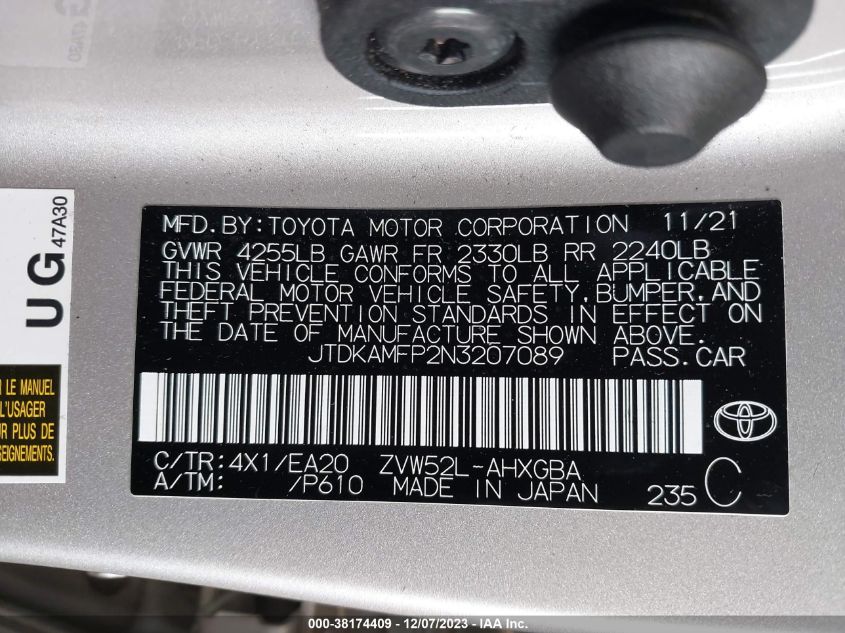 UG 47A30
LE MANUEL
L'USAGER
PLUS DE
MFD.BY:TOYOTA MOTOR CORPORATION 11/21
GVWR 4255LB GAWR FR 2330LB RR 2240LB
THIS VEHICLE CONFORMS TO ALL APPLICABLE
FEDERAL MOTOR VEHICLE SAFETY,BUMPER,AND
THEFT PREVENTION STANDARDS IN EFFECT ON
THE DATE OF MANUFACTURE SHOWN ABOVE.
JTDKAMFP2N3207089 PASS.CAR
C/TR:4X1/EA20 ZVW52L-AHXGBA
A/TM: /P610 MADE IN JAPAN 235 C
000-38174409 - 12/07/2023 - IAA Inc.